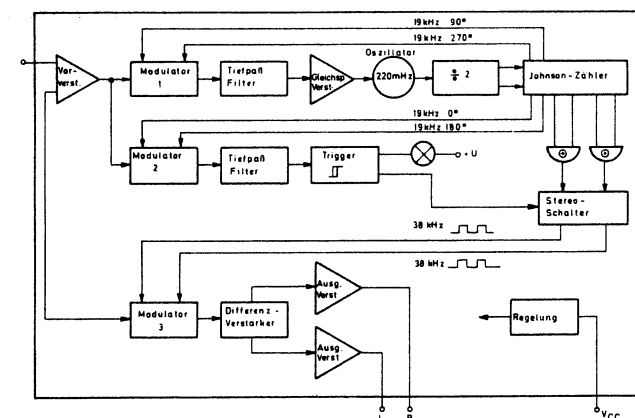 19kHz 90°
19kHz 270°
Oszillator
Vor-
verst.
Modulator
1
Tiefpaß
Filter
Gleichsp
Verst.
220mHz
÷ 2
Johnson-Zähler
19kHz 0°
19kHz 180°
Modulator
2
Tiefpaß
Filter
Trigger
+U
Stereo-
Schalter
38 kHz
38 kHz
Modulator
3
Differenz-
Verstärker
Ausg.
Verst
Ausg.
Verst
Regelung
L
R
VCC